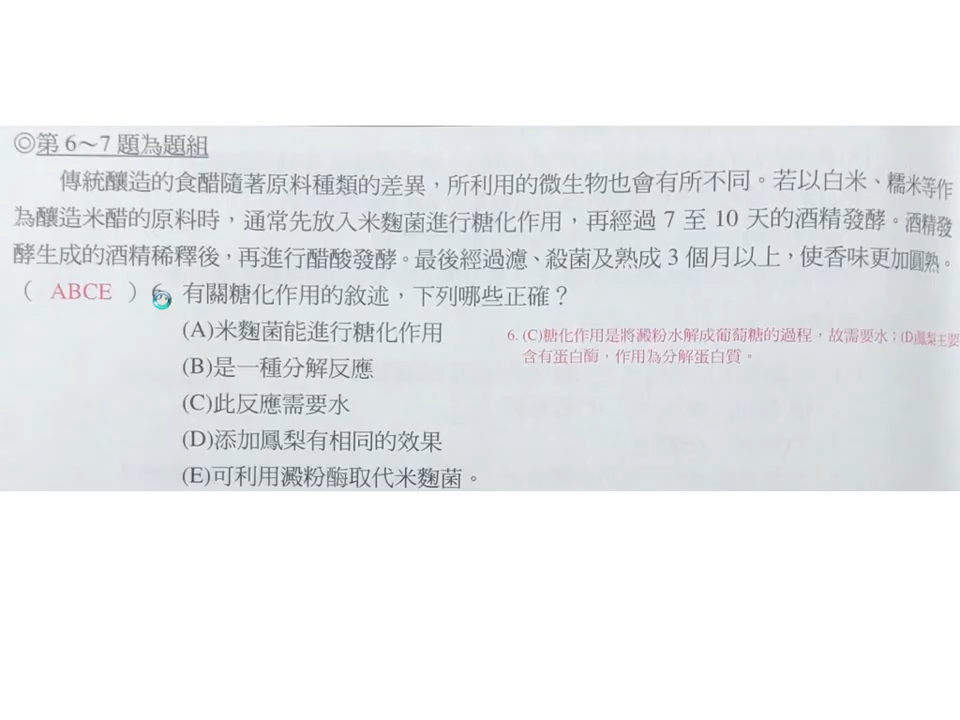 ◎第 6～7 題為題組
傳統釀造的食醋隨著原料種類的差異，所利用的微生物也會有所不同。若以白米、糯米等作
為釀造米醋的原料時，通常先放入米麴菌進行糖化作用，再經過 7 至 10 天的酒精發酵。酒精發
酵生成的酒精稀釋後，再進行醋酸發酵。最後經過濾、殺菌及熟成 3 個月以上，使香味更加圓熟。
（ ABCE ）6. 有關糖化作用的敘述，下列哪些正確？
(A)米麴菌能進行糖化作用
(B)是一種分解反應
(C)此反應需要水
(D)添加鳳梨有相同的效果
(E)可利用澱粉酶取代米麴菌。
6. (C)糖化作用是將澱粉水解成葡萄糖的過程，故需要水；(D)鳳梨主要
含有蛋白酶，作用為分解蛋白質。